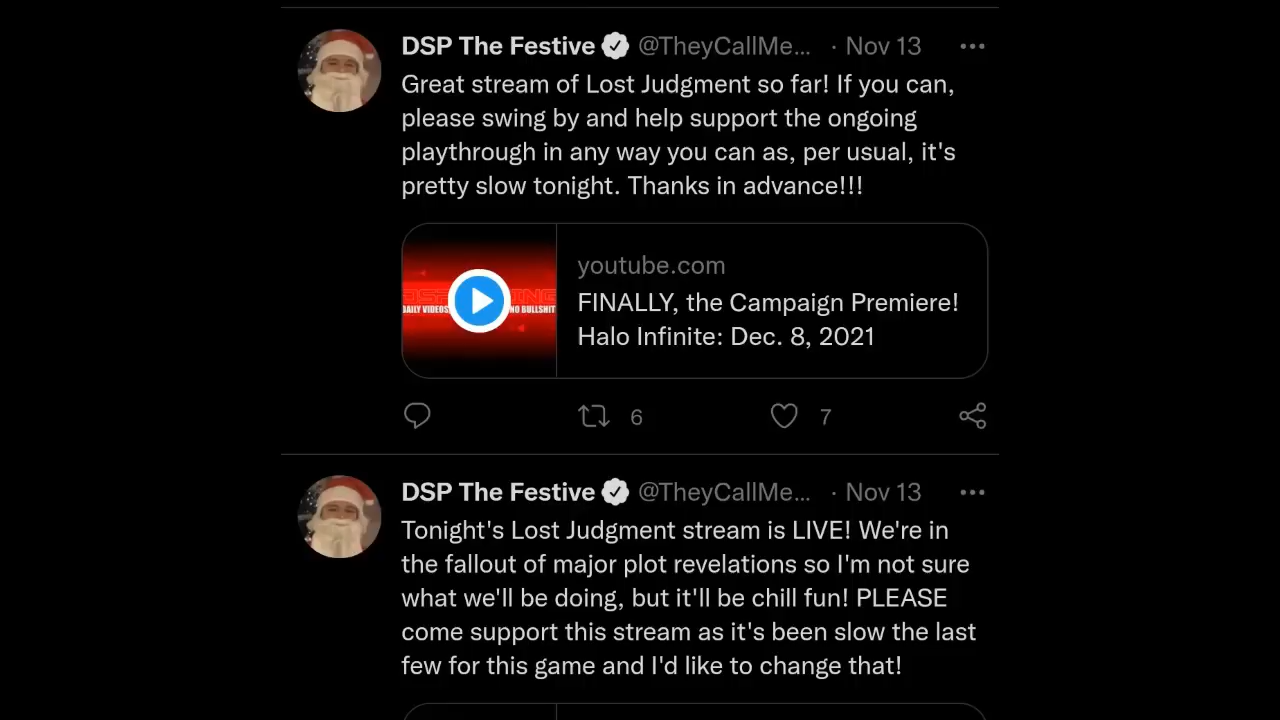 DSP The Festive @TheyCallMe... · Nov 13
Great stream of Lost Judgment so far! If you can,
please swing by and help support the ongoing
playthrough in any way you can as, per usual, it's
pretty slow tonight. Thanks in advance!!!
youtube.com
FINALLY, the Campaign Premiere!
Halo Infinite: Dec. 8, 2021
DAILY VIDEOS
NO BULLSHIT
6
7
DSP The Festive @TheyCallMe... · Nov 13
Tonight's Lost Judgment stream is LIVE! We're in
the fallout of major plot revelations so I'm not sure
what we'll be doing, but it'll be chill fun! PLEASE
come support this stream as it's been slow the last
few for this game and I'd like to change that!